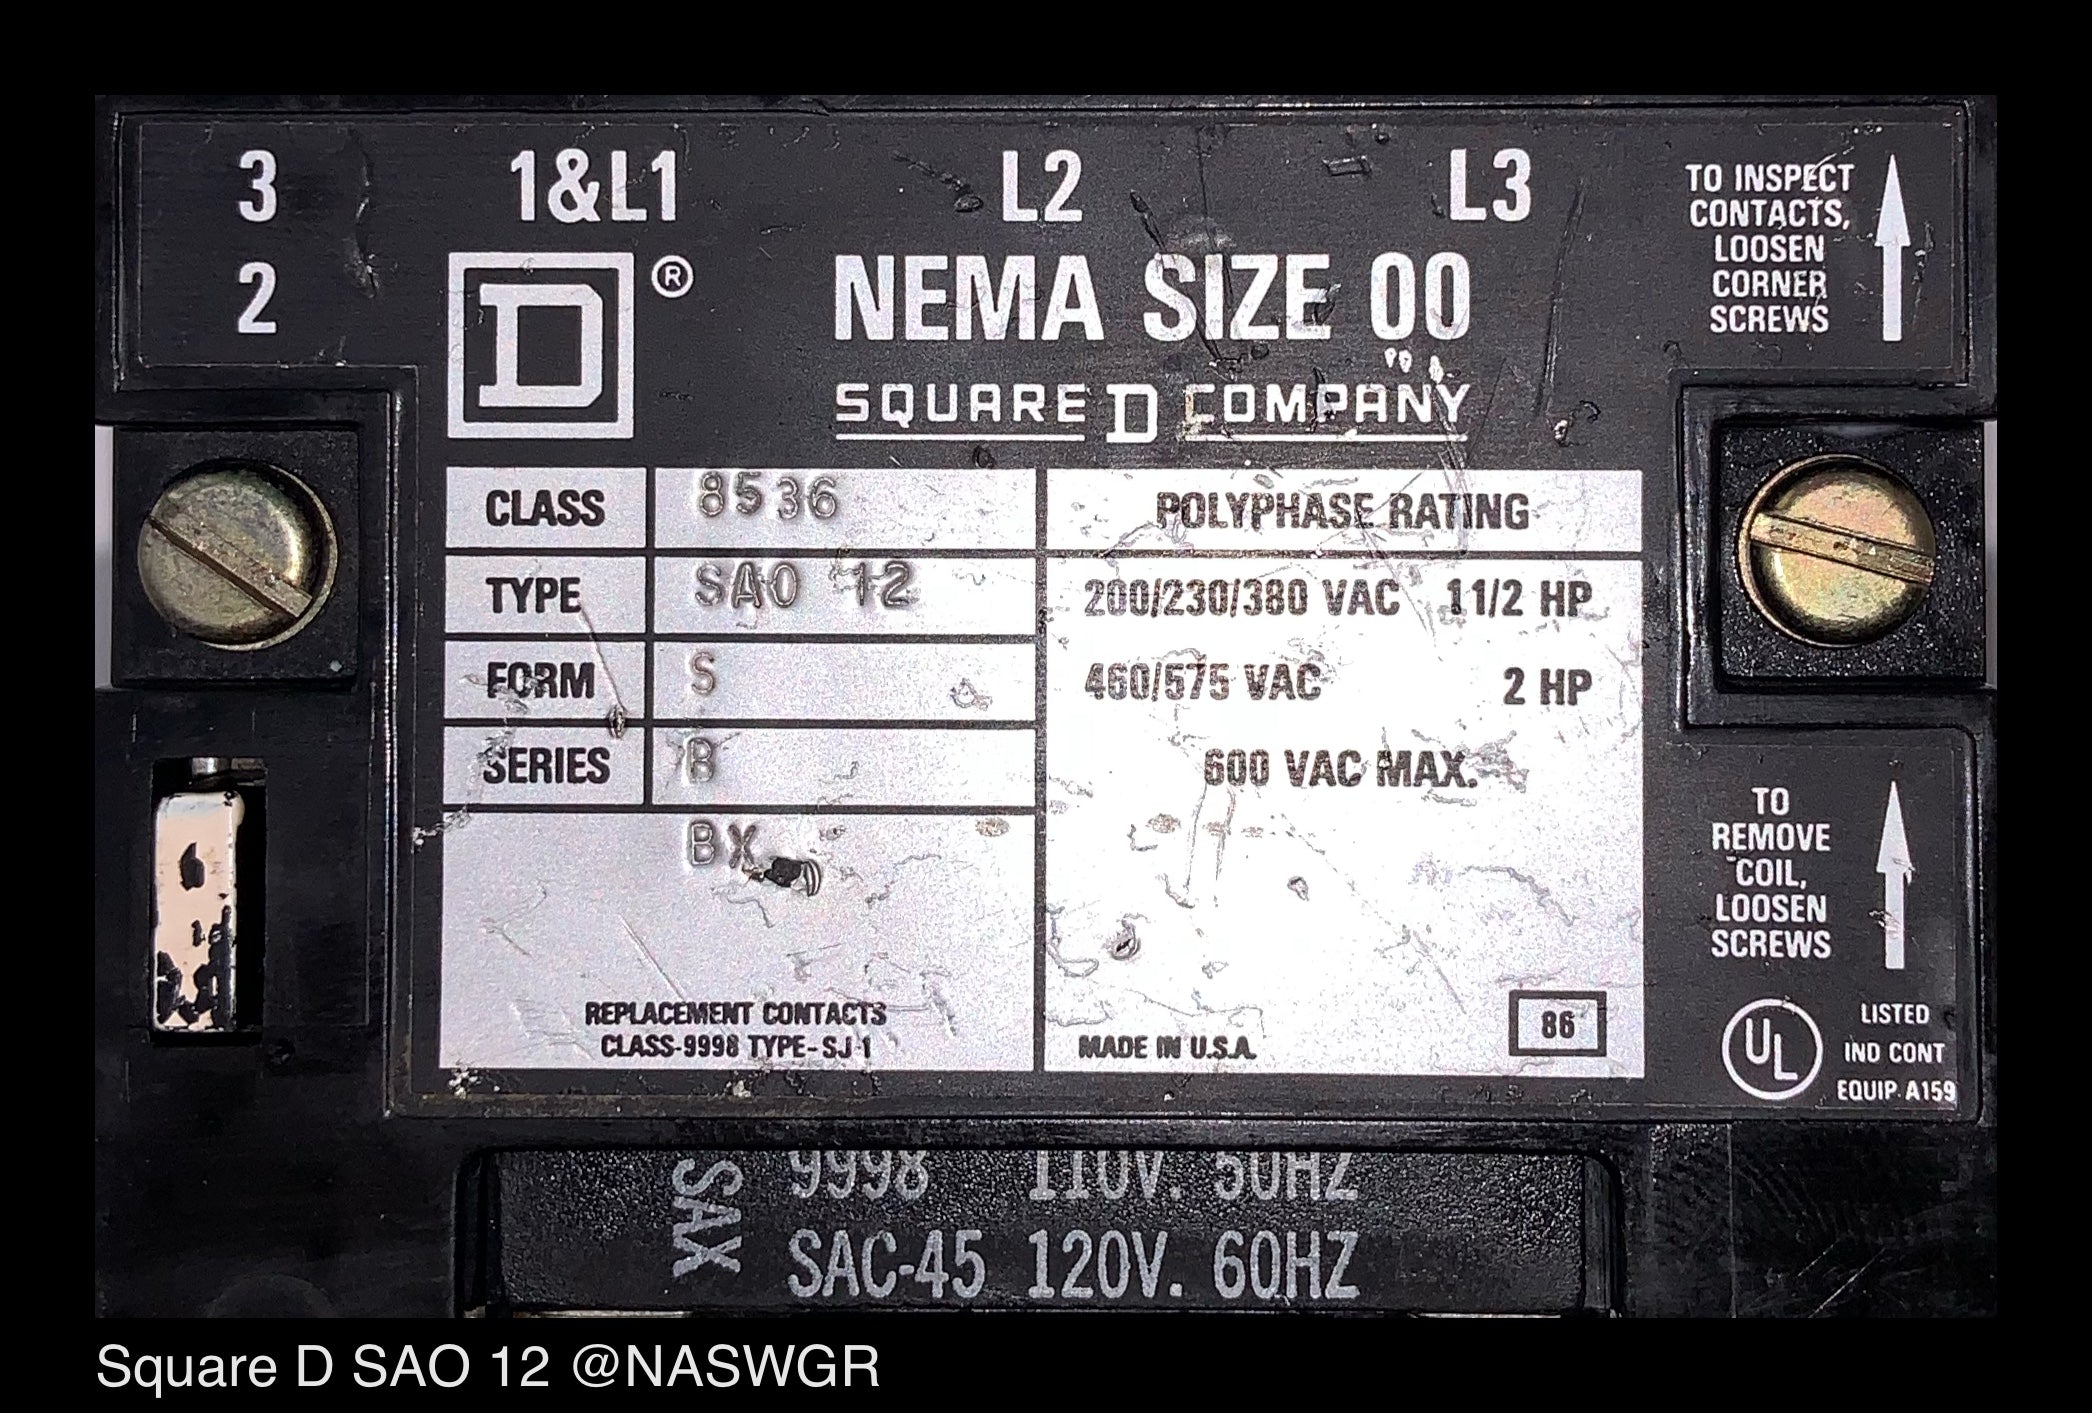 3
1&L1
L2
L3
2
D ®
NEMA SIZE 00
SQUARE D COMPANY
TO INSPECT
CONTACTS,
LOOSEN
CORNER
SCREWS
CLASS 8536
TYPE SAO 12
FORM S
SERIES B
BX
REPLACEMENT CONTACTS
CLASS-9998 TYPE-SJ-1
POLYPHASE RATING
200/230/380 VAC 1 1/2 HP
460/575 VAC 2 HP
600 VAC MAX.
MADE IN U.S.A.
86
TO
REMOVE
COIL,
LOOSEN
SCREWS
UL
LISTED
IND CONT
EQUIP. A159
SAX
9998 110V. 50HZ
SAC-45 120V. 60HZ
Square D SAO 12 @NASWGR